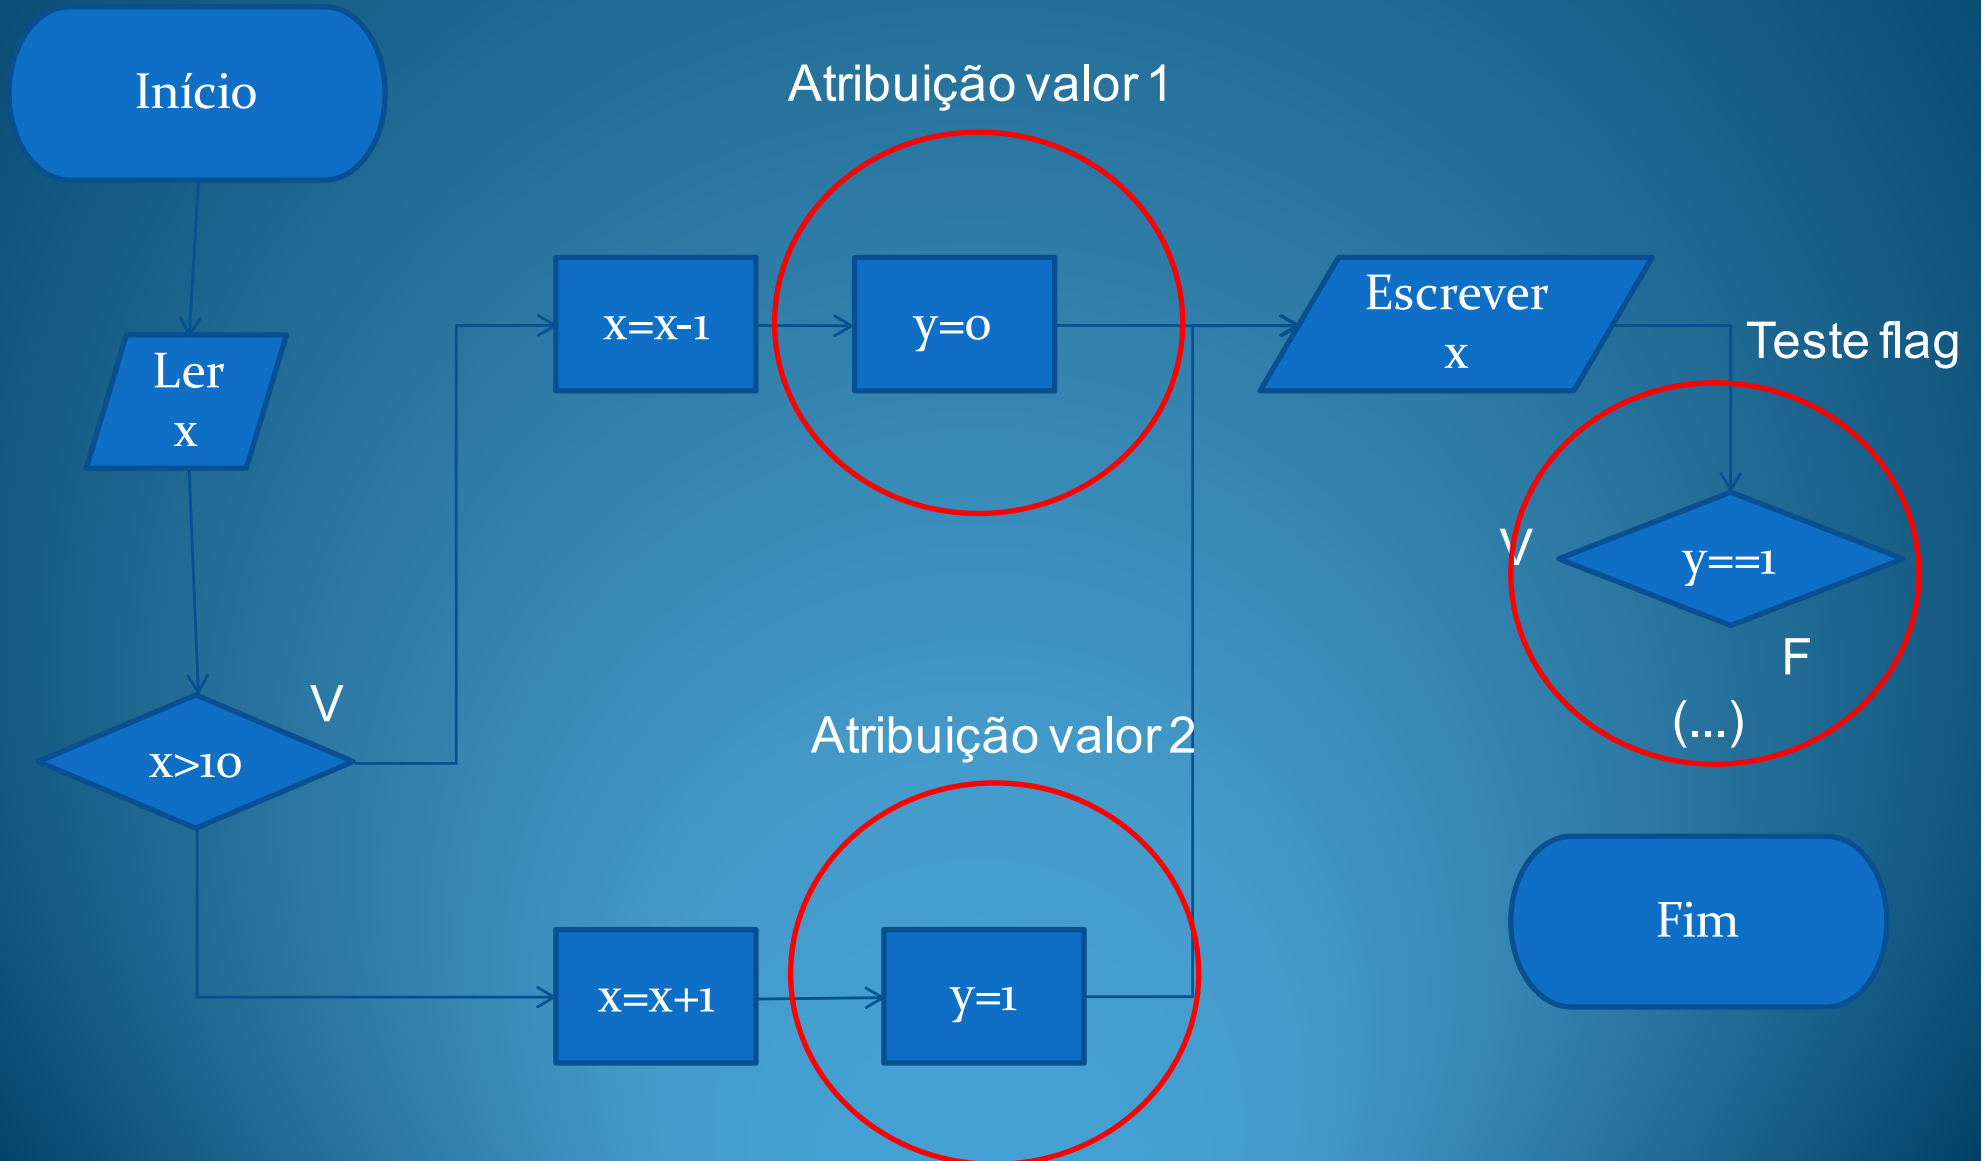 Início
Atribuição valor 1
x=x-1
y=0
Escrever
x
Teste flag
Ler
x
V
y==1
F
(...)
V
x>10
Atribuição valor 2
Fim
x=x+1
y=1